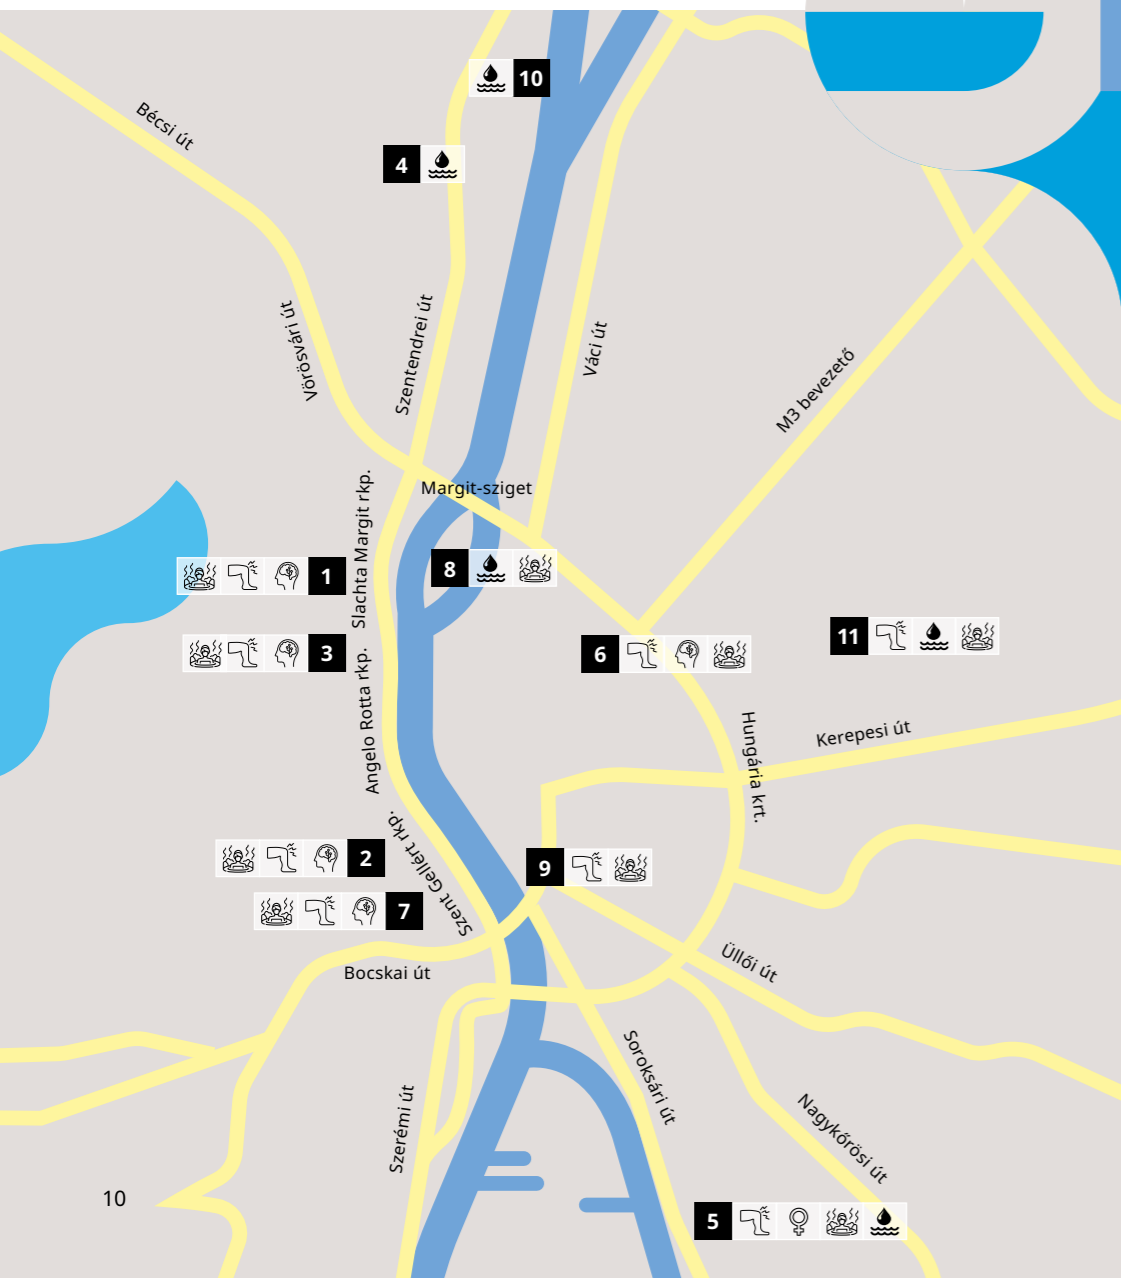 10
Bécsi út
4
Vörösvári út
Szentendrei út
Váci út
M3 bevezető
Margit-sziget
Slachta Margit rkp.
8
1
11
3
6
Angelo Rotta rkp.
Hungária krt.
Kerepesi út
Szent Gellért rkp.
2
9
7
Bocskai út
Üllői út
Soroksári út
Szerémi út
Nagykőrösi út
10
5